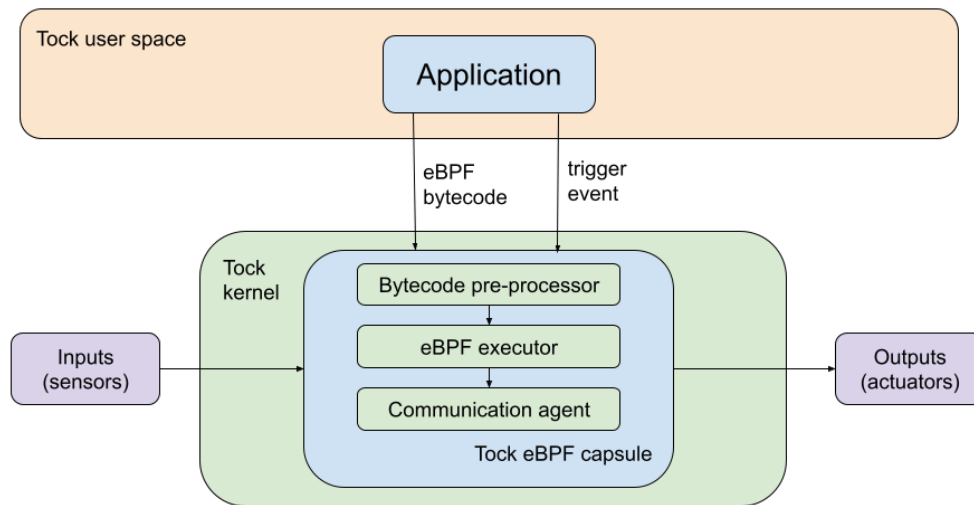 Tock user space
Application
eBPF
bytecode
trigger
event
Tock
kernel
Bytecode pre-processor
eBPF executor
Communication agent
Tock eBPF capsule
Inputs
(sensors)
Outputs
(actuators)